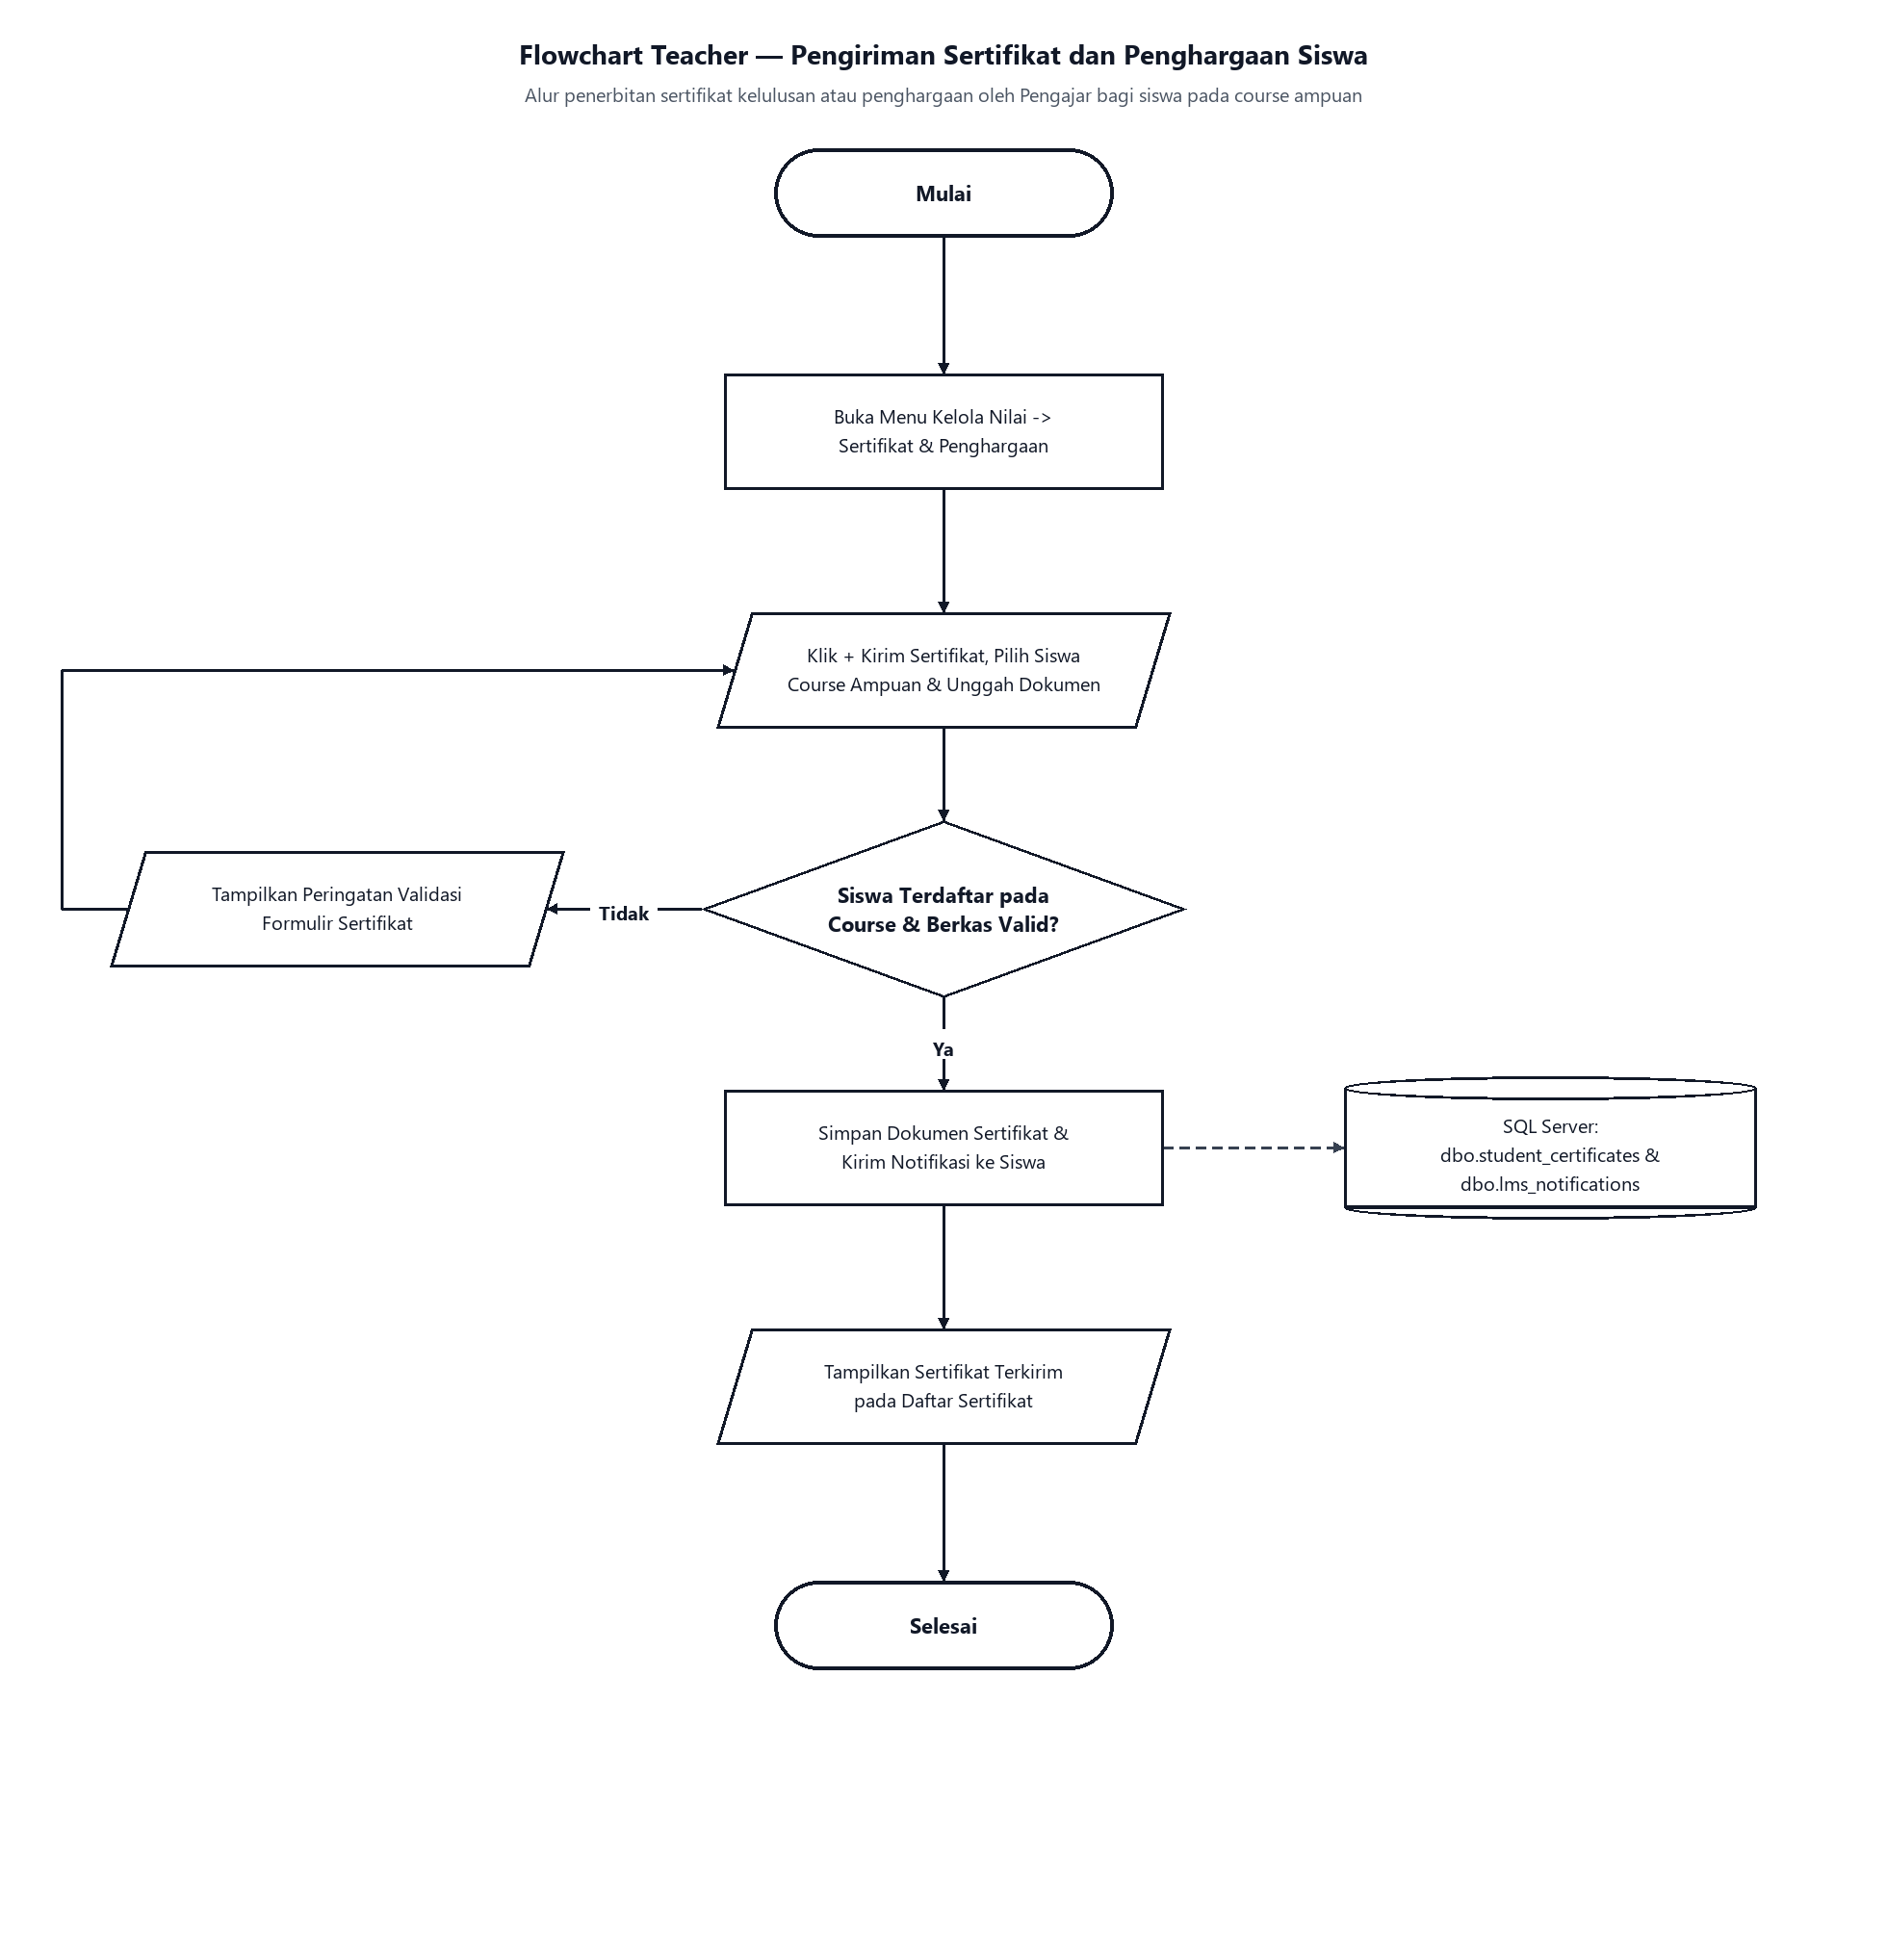 Flowchart Teacher — Pengiriman Sertifikat dan Penghargaan Siswa
Alur penerbitan sertifikat kelulusan atau penghargaan oleh Pengajar bagi siswa pada course ampuan
Mulai
Buka Menu Kelola Nilai ->
Sertifikat & Penghargaan
Klik + Kirim Sertifikat, Pilih Siswa
Course Ampuan & Unggah Dokumen
Tampilkan Peringatan Validasi
Formulir Sertifikat
Tidak
Siswa Terdaftar pada
Course & Berkas Valid?
Ya
Simpan Dokumen Sertifikat &
Kirim Notifikasi ke Siswa
SQL Server:
dbo.student_certificates &
dbo.lms_notifications
Tampilkan Sertifikat Terkirim
pada Daftar Sertifikat
Selesai